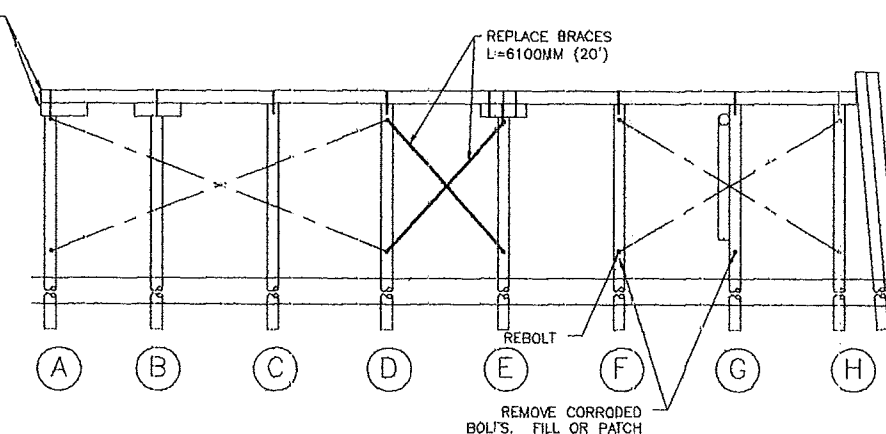 REPLACE BRACES
L=6100MM (20')
REBOLT
A B C D E F G H
REMOVE CORRODED
BOLTS. FILL OR PATCH